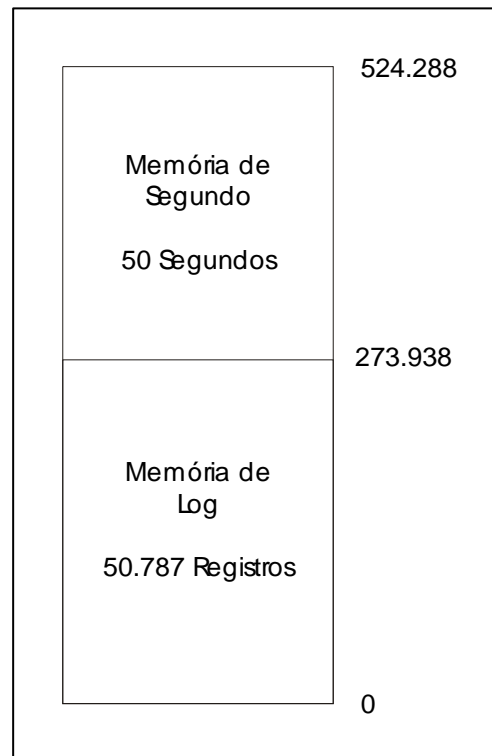 524.288
Memória de
Segundo
50 Segundos
273.938
Memória de
Log
50.787 Registros
0